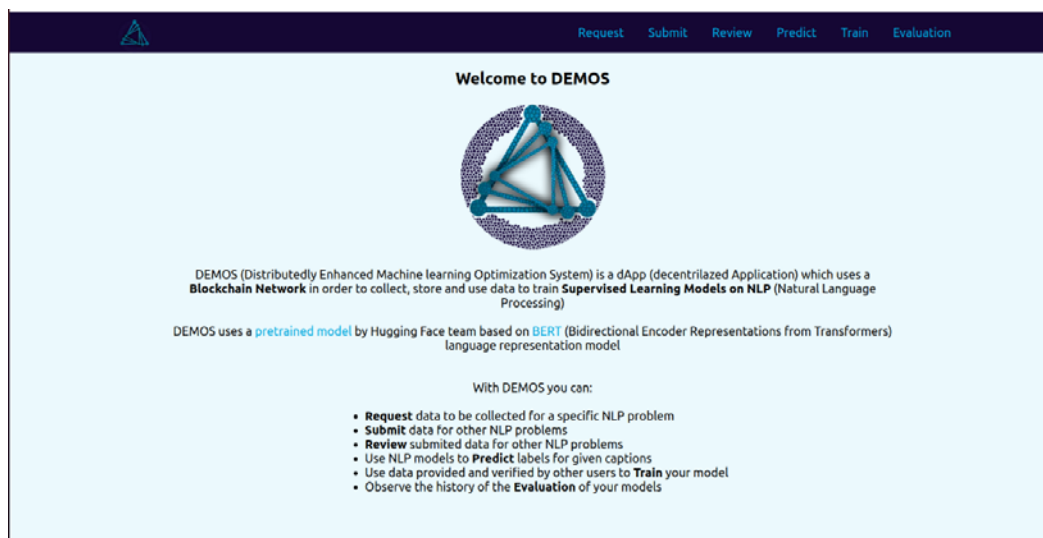 Request Submit Review Predict Train Evaluation
Welcome to DEMOS
DEMOS (Distributedly Enhanced Machine learning Optimization System) is a dApp (decentrilazed Application) which uses a
Blockchain Network in order to collect, store and use data to train Supervised Learning Models on NLP (Natural Language
Processing)
DEMOS uses a pretrained model by Hugging Face team based on BERT (Bidirectional Encoder Representations from Transformers)
language representation model
With DEMOS you can:
• Request data to be collected for a specific NLP problem
• Submit data for other NLP problems
• Review submited data for other NLP problems
• Use NLP models to Predict labels for given captions
• Use data provided and verified by other users to Train your model
• Observe the history of the Evaluation of your models